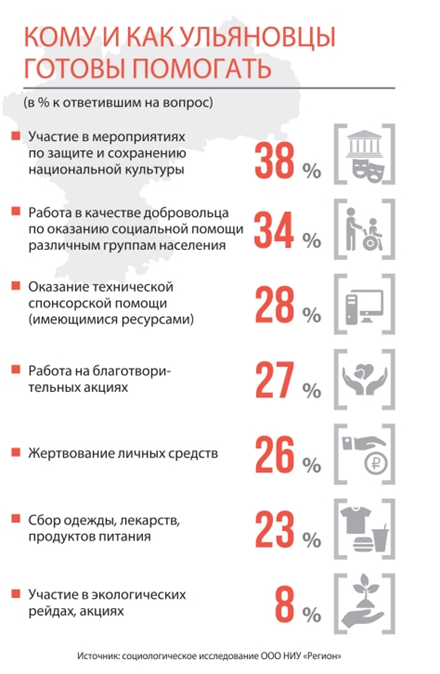 КОМУ И КАК УЛЬЯНОВЦЫ
ГОТОВЫ ПОМОГАТЬ
(в % к ответившим на вопрос)
Участие в мероприятиях
по защите и сохранению
национальной культуры
38 %
Работа в качестве добровольца
по оказанию социальной помощи
различным группам населения
34 %
Оказание технической
спонсорской помощи
(имеющимися ресурсами)
28 %
Работа на благотвори-
тельных акциях
27 %
Жертвование личных средств
26 %
₽
Сбор одежды, лекарств,
продуктов питания
23 %
Участие в экологических
рейдах, акциях
8 %
Источник: социологическое исследование ООО НИУ «Регион»